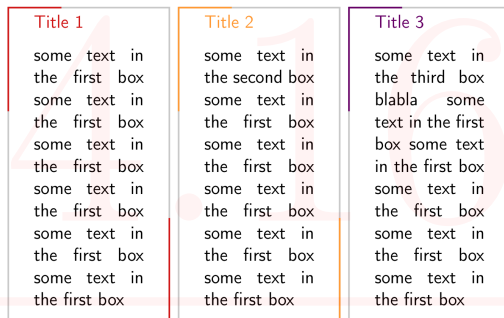 Title 1
some text in
the first box
some text in
the first box
some text in
the first box
some text in
the first box
some text in
the first box
some text in
the first box
Title 2
some text in
the second box
some text in
the first box
some text in
the first box
some text in
the first box
some text in
the first box
some text in
the first box
Title 3
some text in
the third box
blabla some
text in the first
box some text
in the first box
some text in
the first box
some text in
the first box
some text in
the first box
4.16